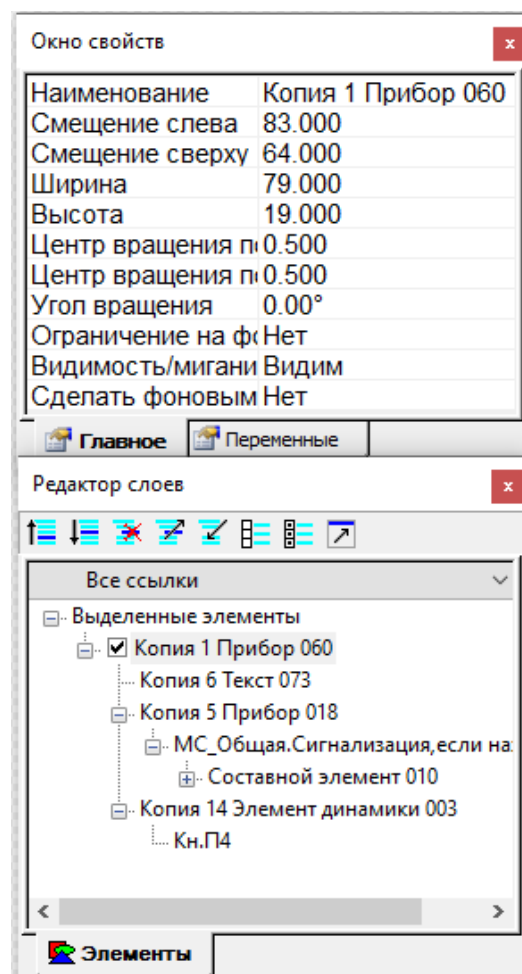 Окно свойств
x
Наименование Копия 1 Прибор 060
Смещение слева 83.000
Смещение сверху 64.000
Ширина 79.000
Высота 19.000
Центр вращения по 0.500
Центр вращения по 0.500
Угол вращения 0.00°
Ограничение на фо Нет
Видимость/мигани Видим
Сделать фоновым Нет
Главное Переменные
Редактор слоев
x
Все ссылки
Выделенные элементы
Копия 1 Прибор 060
Копия 6 Текст 073
Копия 5 Прибор 018
МС_Общая.Сигнализация,если на
Составной элемент 010
Копия 14 Элемент динамики 003
Кн.П4
Элементы